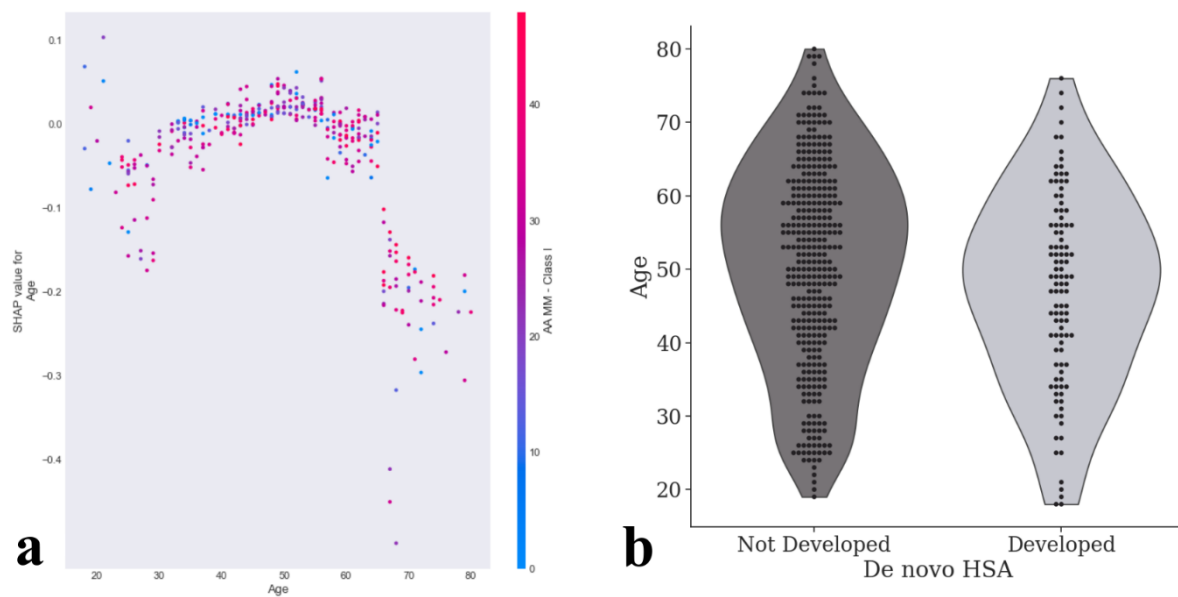 0.1
0.0
−0.1
−0.2
−0.3
−0.4
SHAP value for
Age
20
30
40
50
60
70
80
Age
40
30
20
10
0
AA MM - Class I
a
80
70
60
50
40
30
20
Age
Not Developed
Developed
De novo HSA
b